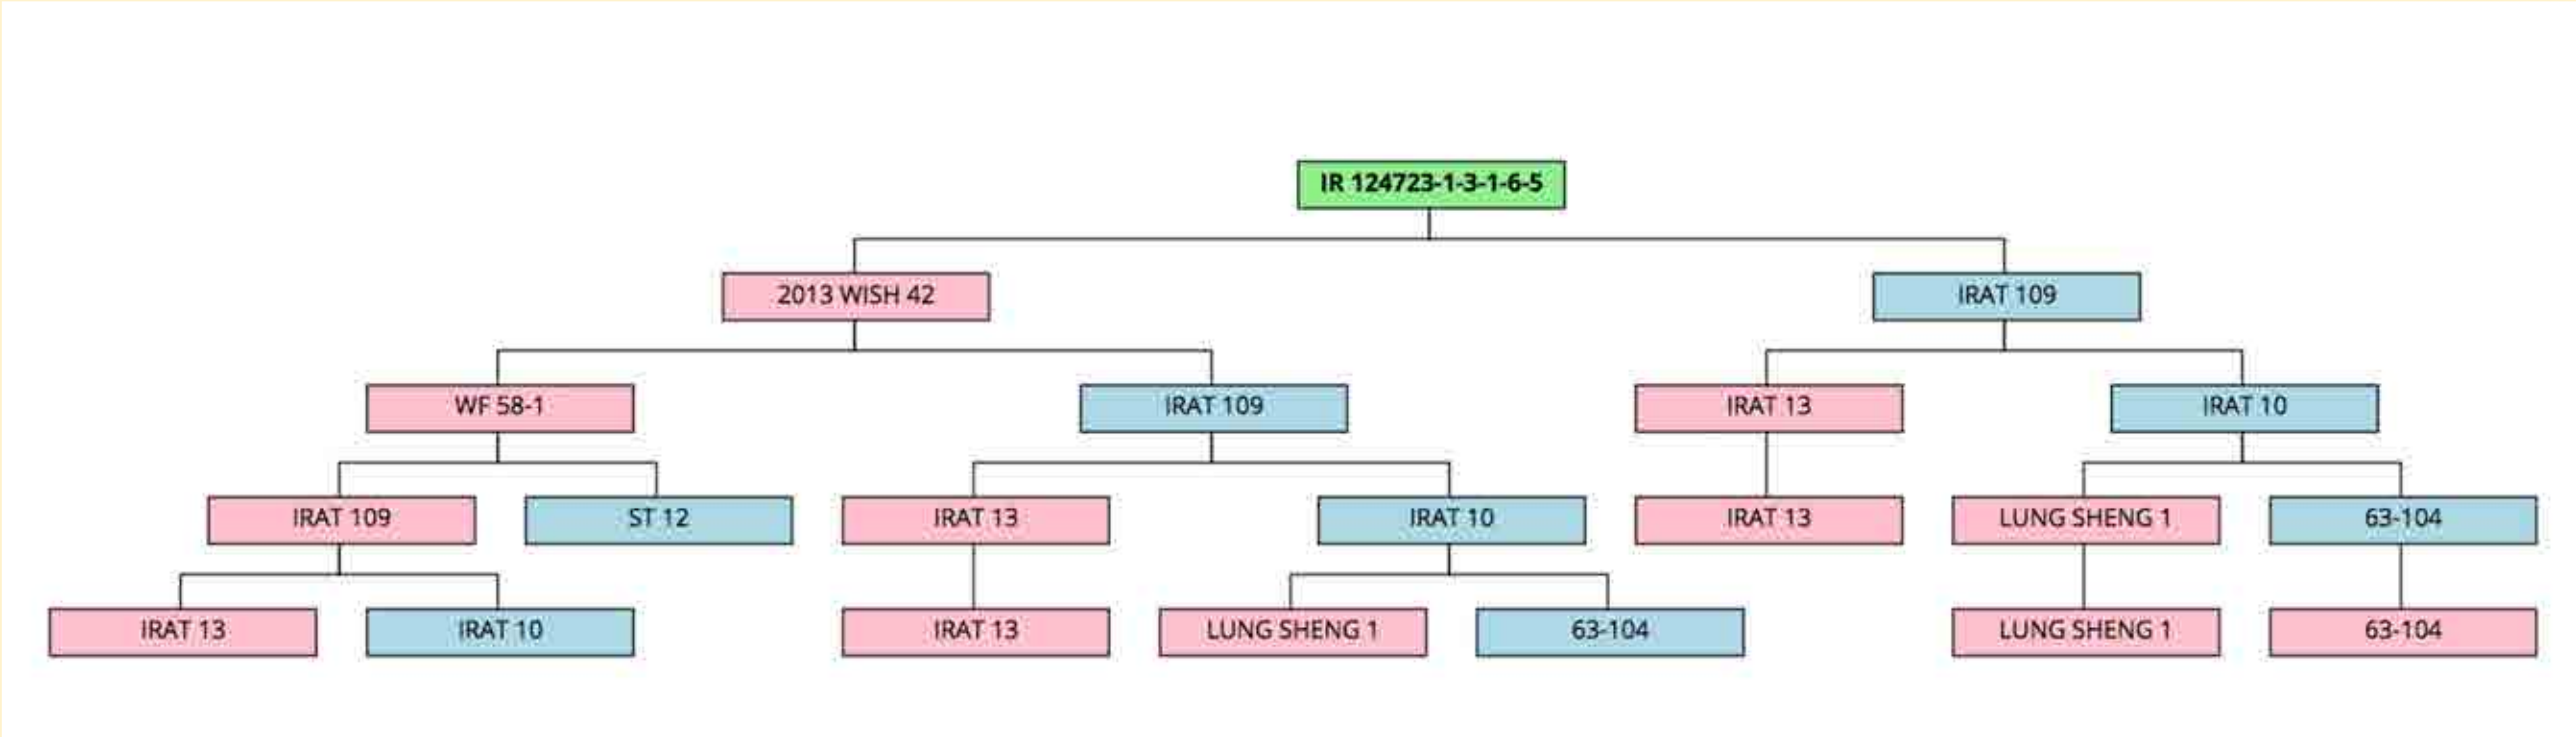 IR 124723-1-3-1-6-5
2013 WISH 42
IRAT 109
WF 58-1
IRAT 109
IRAT 13
IRAT 10
IRAT 109
ST 12
IRAT 13
IRAT 10
IRAT 13
LUNG SHENG 1
63-104
IRAT 13
IRAT 10
IRAT 13
LUNG SHENG 1
63-104
LUNG SHENG 1
63-104